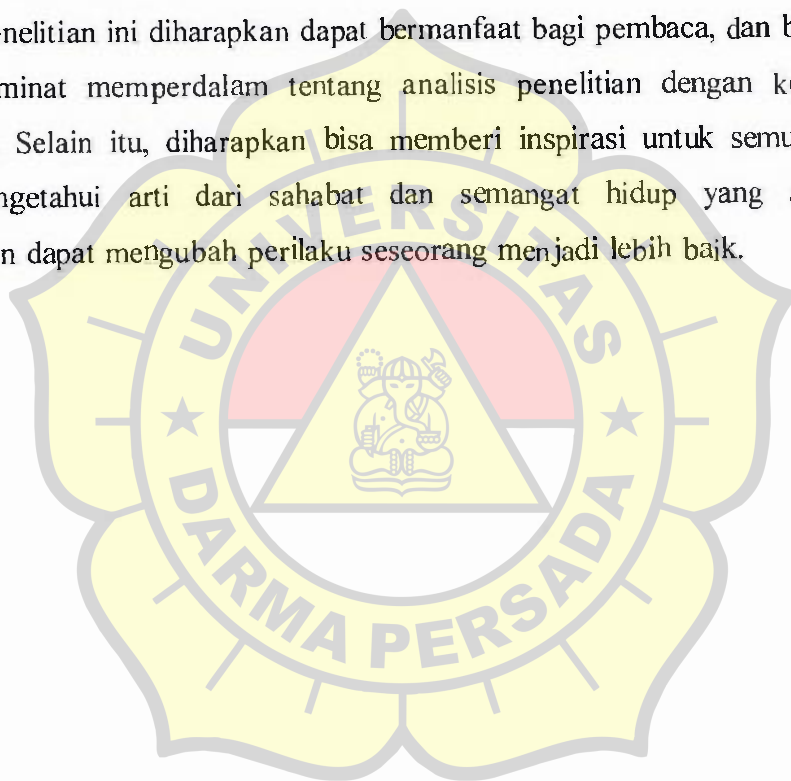 nelitian ini diharapkan dapat bermanfaat bagi pembaca, dan b
minat memperdalam tentang analisis penelitian dengan k
Selain itu, diharapkan bisa memberi inspirasi untuk semu
ngetahui arti dari sahabat dan semangat hidup yang
n dapat mengubah perilaku seseorang menjadi lebih baik.
UNIVERSITAS
DARMA PERSADA